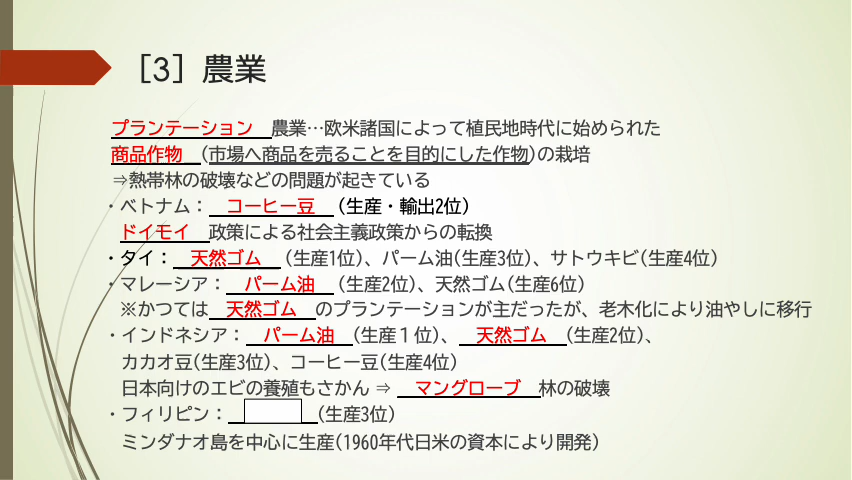 ［3］農業
プランテーション 農業…欧米諸国によって植民地時代に始められた
商品作物 (市場へ商品を売ることを目的にした作物)の栽培
⇒熱帯林の破壊などの問題が起きている
・ベトナム： コーヒー豆 (生産・輸出2位)
ドイモイ 政策による社会主義政策からの転換
・タイ： 天然ゴム (生産1位)、パーム油(生産3位)、サトウキビ(生産4位)
・マレーシア： パーム油 (生産2位)、天然ゴム(生産6位)
※かつては 天然ゴム のプランテーションが主だったが、老木化により油やしに移行
・インドネシア： パーム油 (生産１位)、 天然ゴム (生産2位)、
カカオ豆(生産3位)、コーヒー豆(生産4位)
日本向けのエビの養殖もさかん ⇒ マングローブ 林の破壊
・フィリピン： (生産3位)
ミンダナオ島を中心に生産(1960年代日米の資本により開発)